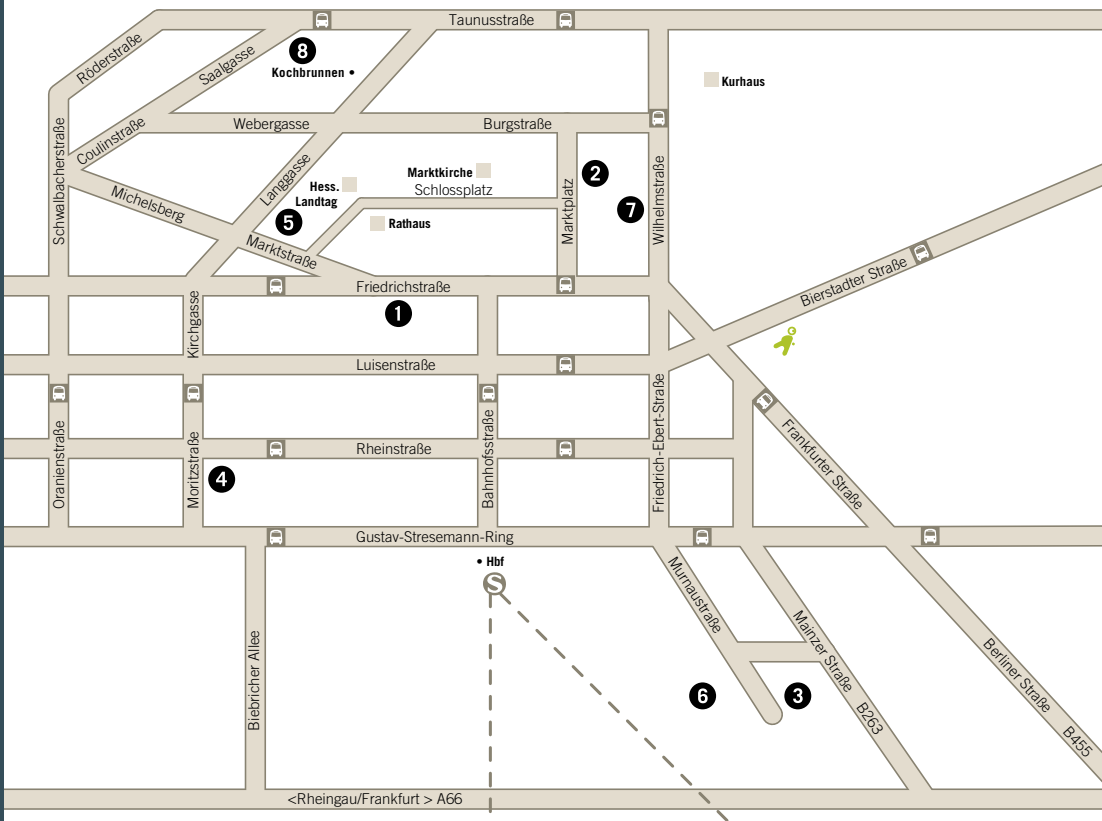 Taunusstraße
Röderstraße
Saalgasse
8
Kochbrunnen •
Kurhaus
Coulinstraße
Webergasse
Burgstraße
Schwalbacherstraße
Michelsberg
Langgasse
Hess.
Landtag
Marktkirche
Schlossplatz
2
7
5
Rathaus
Marktplatz
Wilhelmstraße
Marktstraße
Bierstadter Straße
Friedrichstraße
1
Kirchgasse
Luisenstraße
Friedrich-Ebert-Straße
Oranienstraße
Moritzstraße
Rheinstraße
Bahnhofsstraße
Frankfurter Straße
4
Gustav-Stresemann-Ring
• Hbf
S
Murnaustraße
Mainzer Straße
B263
Berliner Straße
B455
Biebricher Allee
6
3
<Rheingau/Frankfurt > A66